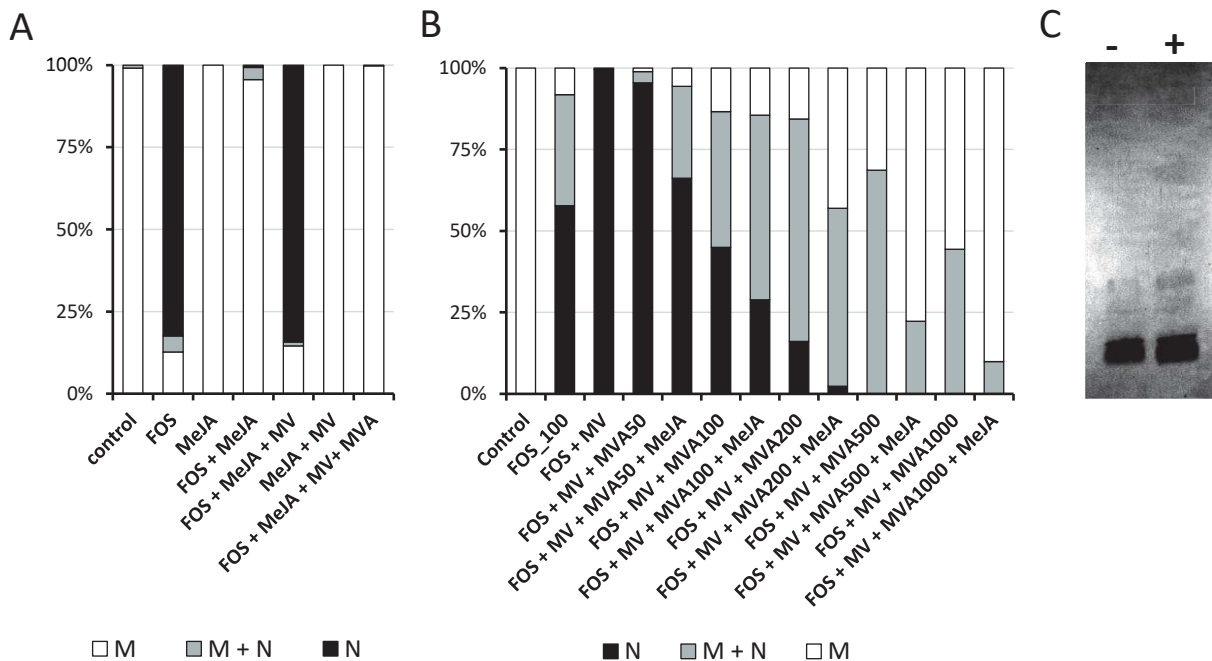 A
100%
75%
50%
25%
0%
control
FOS
MeJA
FOS + MeJA
FOS + MeJA + MV
MeJA + MV
FOS + MeJA + MV+ MVA
M
M + N
N
B
100%
75%
50%
25%
0%
Control
FOS_100
FOS + MV
FOS + MV + MVA50
FOS + MV + MVA50 + MeJA
FOS + MV + MVA100
FOS + MV + MVA100 + MeJA
FOS + MV + MVA200
FOS + MV + MVA200 + MeJA
FOS + MV + MVA500
FOS + MV + MVA500 + MeJA
FOS + MV + MVA1000
FOS + MV + MVA1000 + MeJA
N
M + N
M
C
- +